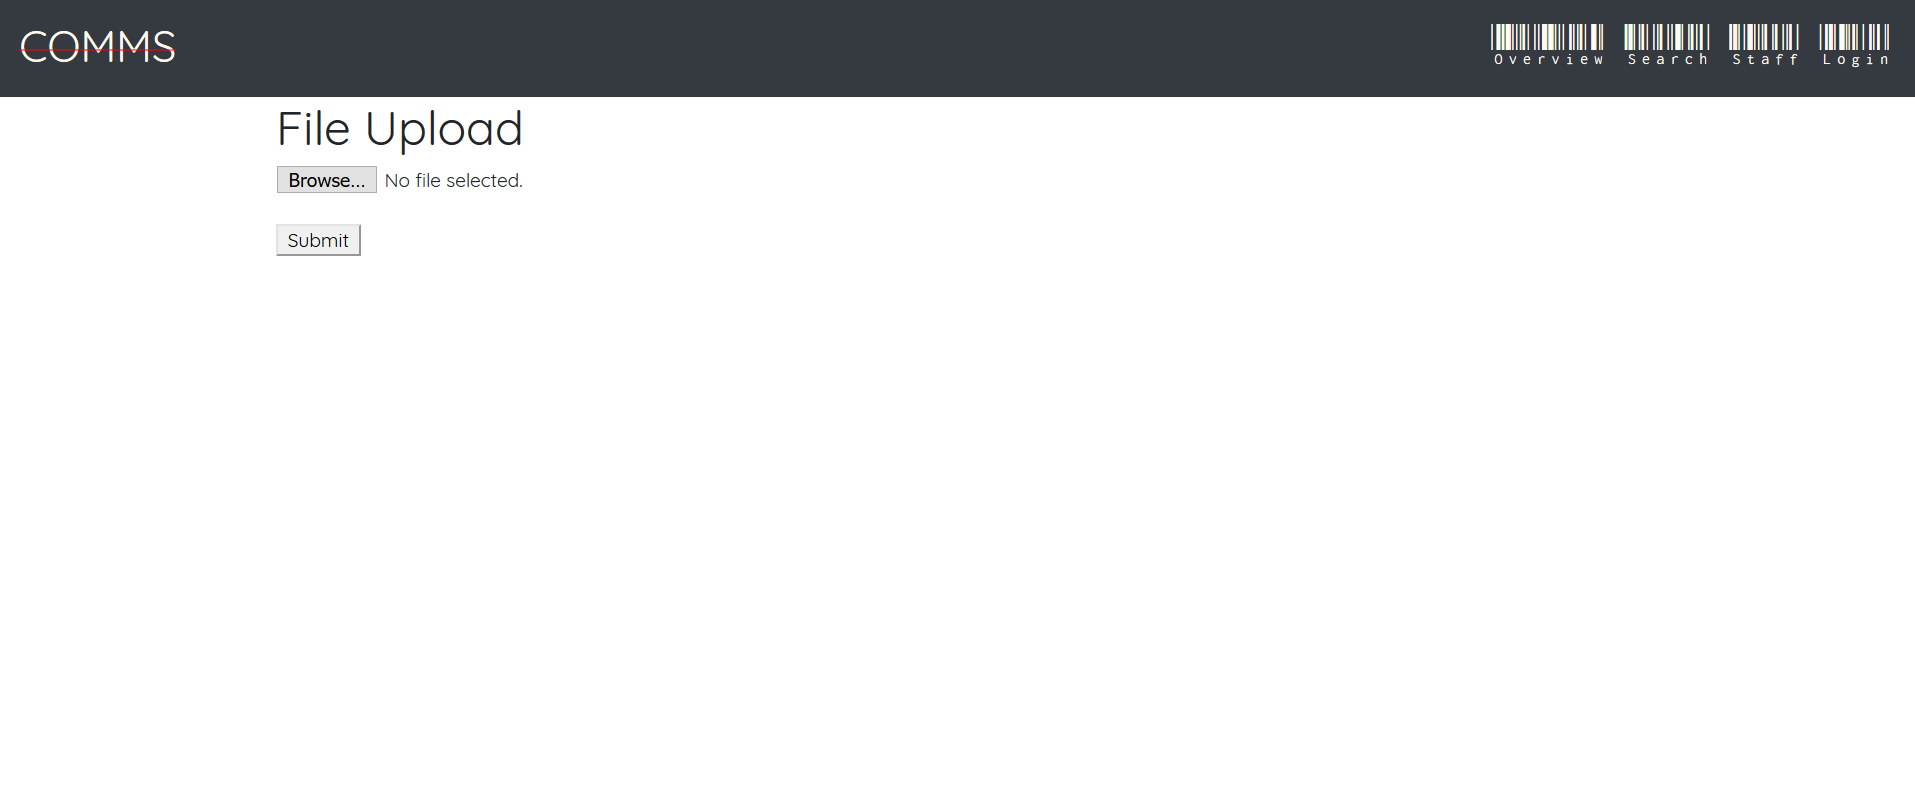 COMMS
Overview Search Staff Login
File Upload
Browse... No file selected.
Submit